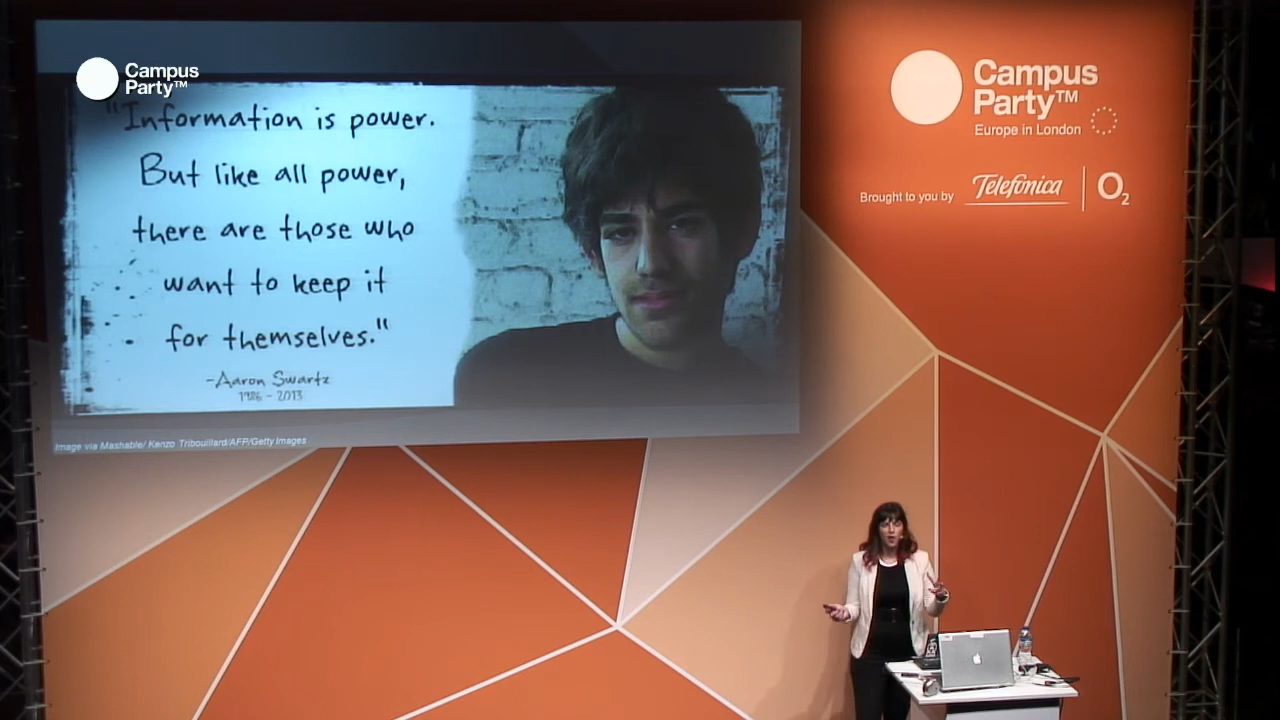 Campus
Party™
"Information is power.
But like all power,
there are those who
want to keep it
for themselves."
-Aaron Swartz
1986 - 2013
Image via Mashable/ Kenzo Tribouillard/AFP/Getty Images
Campus
Party™
Europe in London
Brought to you by Telefónica O2